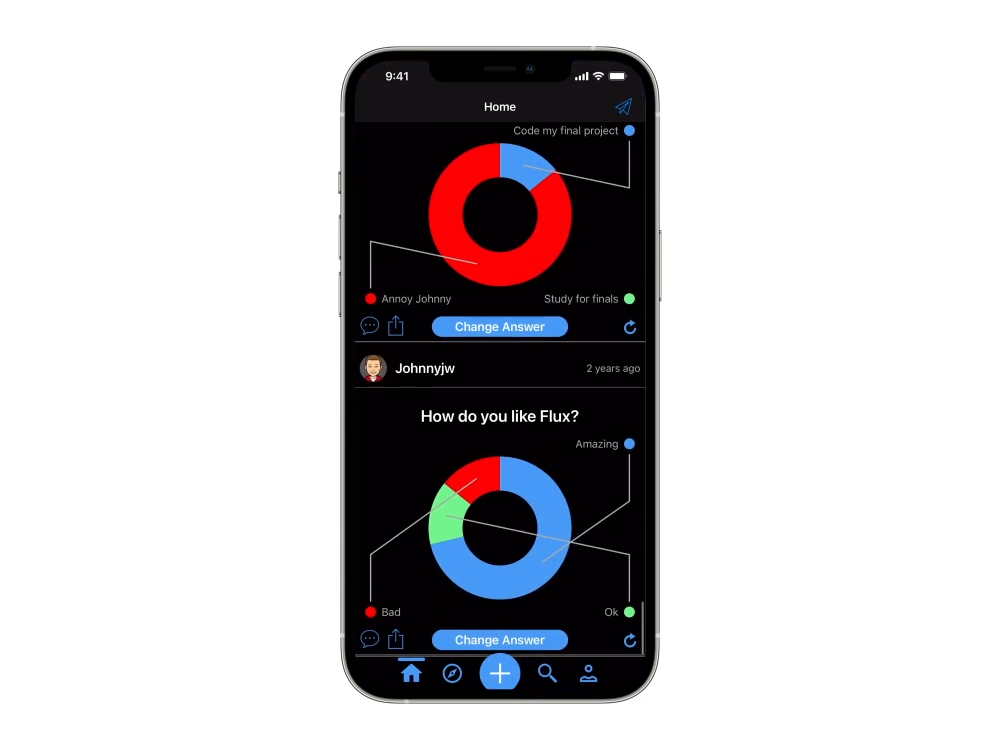 9:41
Home
Code my final project
Annoy Johnny
Study for finals
Change Answer
Johnnyjw
2 years ago
How do you like Flux?
Amazing
Bad
Ok
Change Answer